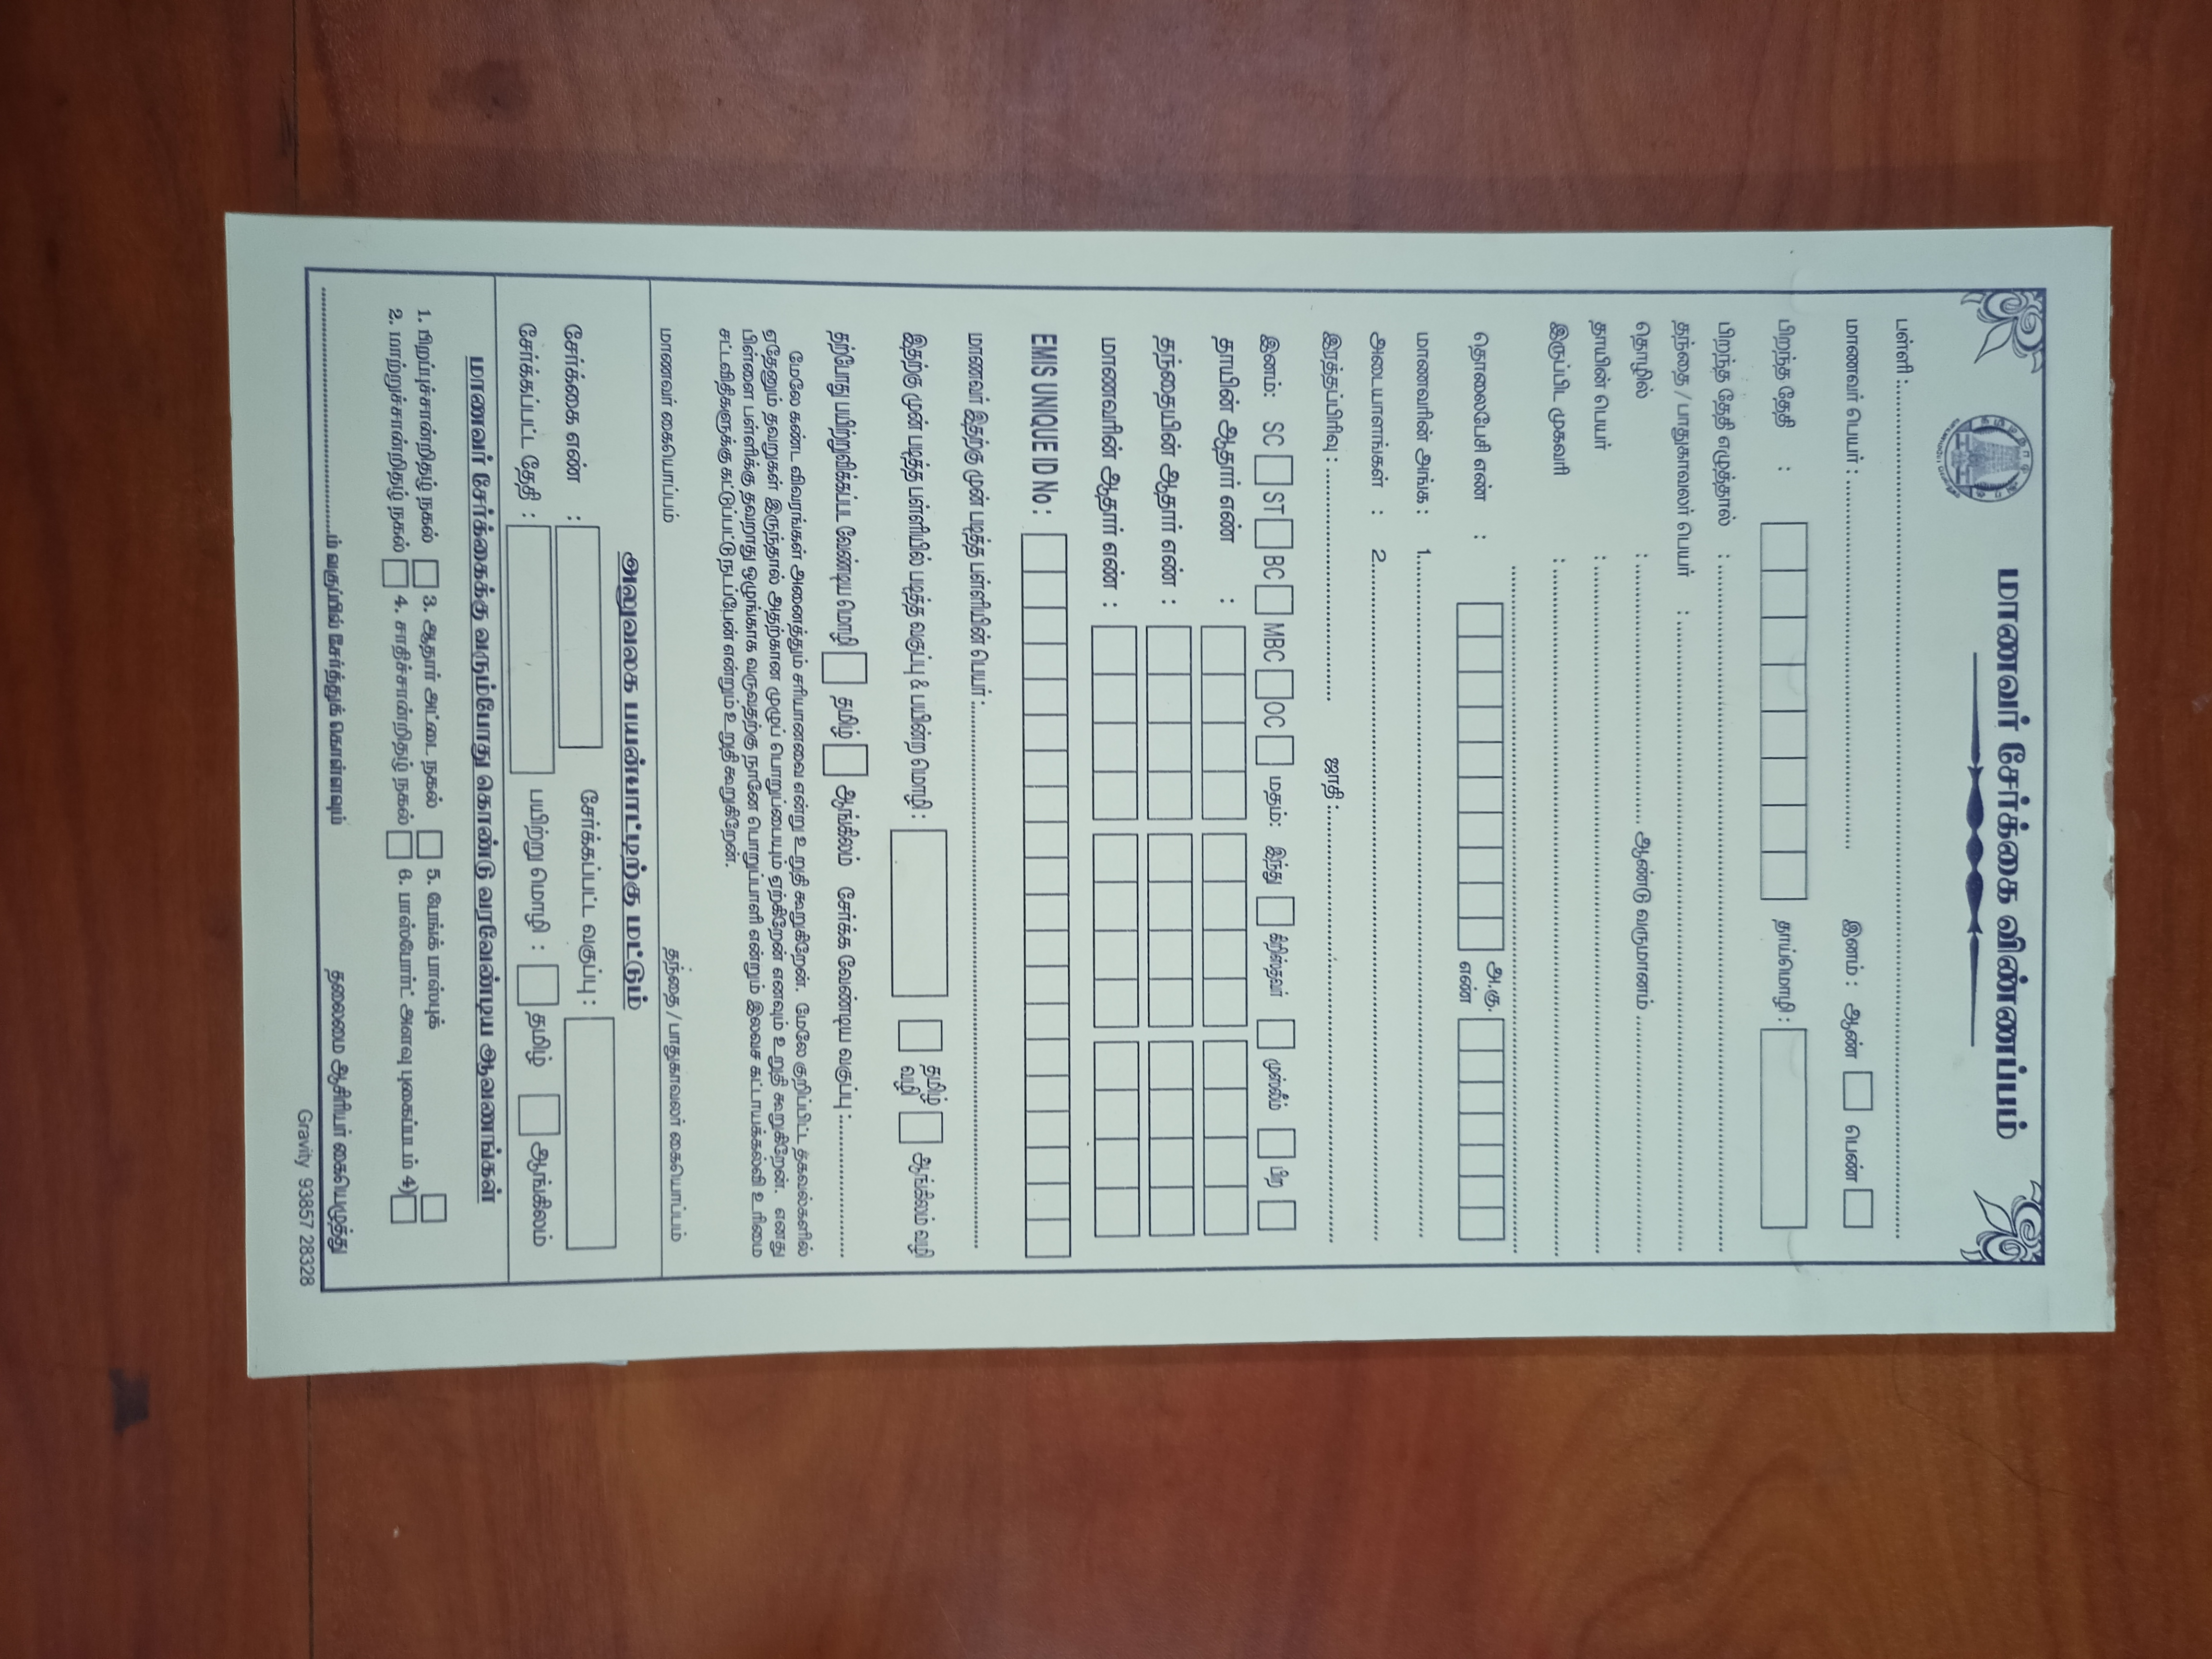 மாணவர் சேர்க்கை விண்ணப்பம்
பள்ளி :
மாணவர் பெயர் : இனம் : ஆண் பெண்
பிறந்த தேதி : தாய்மொழி :
பிறந்த தேதி எழுத்தால் :
தந்தை / பாதுகாவலர் பெயர் :
தொழில் : ஆண்டு வருமானம்
தாயின் பெயர் :
இருப்பிட முகவரி :
தொலைபேசி எண் : அ.கு. எண்
மாணவரின் அங்க : 1.
அடையாளங்கள் : 2.
இரத்தப்பிரிவு : ஜாதி :
இனம்: SC ST BC MBC OC மதம்: இந்து கிறிஸ்தவர் முஸ்லீம் பிற
தாயின் ஆதார் எண் :
தந்தையின் ஆதார் எண் :
மாணவரின் ஆதார் எண் :
EMIS UNIQUE ID No :
மாணவர் இதற்கு முன் படித்த பள்ளியின் பெயர் :
இதற்கு முன் படித்த பள்ளியில் படித்த வகுப்பு & பயின்ற மொழி : தமிழ் வழி ஆங்கிலம் வழி
தற்போது பயிற்றுவிக்கப்பட வேண்டிய மொழி தமிழ் ஆங்கிலம் சேர்க்க வேண்டிய வகுப்பு :
மேலே கண்ட விவரங்கள் அனைத்தும் சரியானவை என்று உறுதி கூறுகிறேன். மேலே குறிப்பிட்ட தகவல்களில்
ஏதேனும் தவறுகள் இருந்தால் அதற்கான முழுப் பொறுப்பையும் ஏற்கிறேன் எனவும் உறுதி கூறுகிறேன். எனது
பிள்ளை பள்ளிக்கு தவறாது ஒழுங்காக வருவதற்கு நானே பொறுப்பாளி என்றும் இலவச கட்டாயக்கல்வி உரிமை
சட்டவிதிகளுக்கு கட்டுப்பட்டு நடப்பேன் என்றும் உறுதி கூறுகிறேன்.
மாணவர் கையொப்பம் தந்தை / பாதுகாவலர் கையொப்பம்
அலுவலக பயன்பாட்டிற்கு மட்டும்
சேர்க்கை எண் : சேர்க்கப்பட்ட வகுப்பு :
சேர்க்கப்பட்ட தேதி : பயிற்று மொழி : தமிழ் ஆங்கிலம்
மாணவர் சேர்க்கைக்கு வரும்போது கொண்டு வரவேண்டிய ஆவணங்கள்
1. பிறப்புச்சான்றிதழ் நகல் 3. ஆதார் அட்டை நகல் 5. பேங்க் பாஸ்புக்
2. மாற்றுச்சான்றிதழ் நகல் 4. சாதிச்சான்றிதழ் நகல் 6. பாஸ்போர்ட் அளவு புகைப்படம் 4)
ம் வகுப்பில் சேர்த்துக் கொள்ளவும் தலைமை ஆசிரியர் கையெழுத்து
Gravity 93857 28328